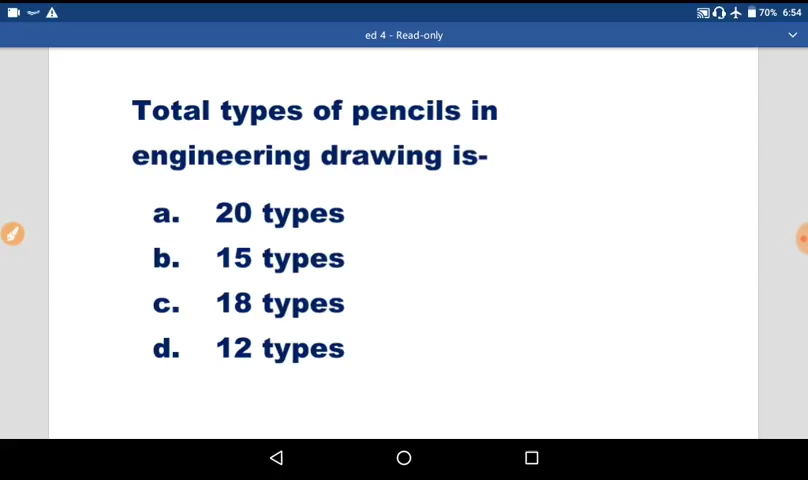 70% 6:54
ed 4 - Read-only
Total types of pencils in
engineering drawing is-
a. 20 types
b. 15 types
c. 18 types
d. 12 types